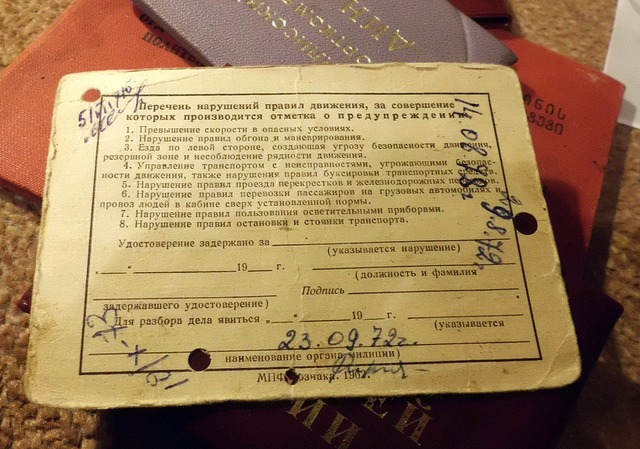 Перечень нарушений правил движения, за совершение
которых производится отметка о предупреждении
1. Превышение скорости в опасных условиях.
2. Нарушение правил обгона и маневрирования.
3. Езда по левой стороне, создающая угрозу безопасности движения,
резервной зоне и несоблюдение рядности движения.
4. Управление транспортом с неисправностями, угрожающими безопас-
ности движения, также нарушения правил буксировки транспортных средств.
5. Нарушение правил проезда перекрестков и железнодорожных переездов.
6. Нарушение правил перевозки пассажиров на грузовых автомобилях и
провоз людей в кабине сверх установленной нормы.
7. Нарушение правил пользования осветительными приборами.
8. Нарушение правил остановки и стоянки транспорта.
Удостоверение задержано за
(указывается нарушение)
„ “ 19 г.
(должность и фамилия
Подпись
задержавшего удостоверение)
Для разбора дела явиться „ “ 19 г.
(указывается
23.09.72г.
наименование органа милиции)
МПФ Гознака. 196